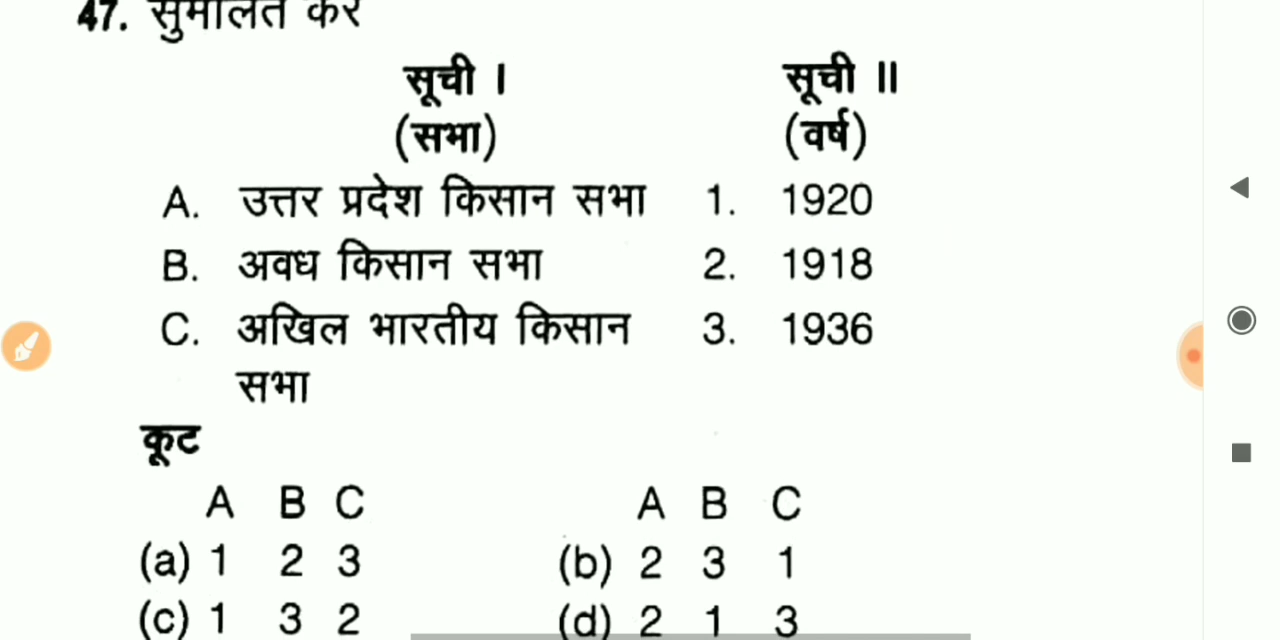 47. सुमेलित करें
सूची I सूची II
(सभा) (वर्ष)
A. उत्तर प्रदेश किसान सभा 1. 1920
B. अवध किसान सभा 2. 1918
C. अखिल भारतीय किसान 3. 1936
सभा
कूट
A B C A B C
(a) 1 2 3 (b) 2 3 1
(c) 1 3 2 (d) 2 1 3